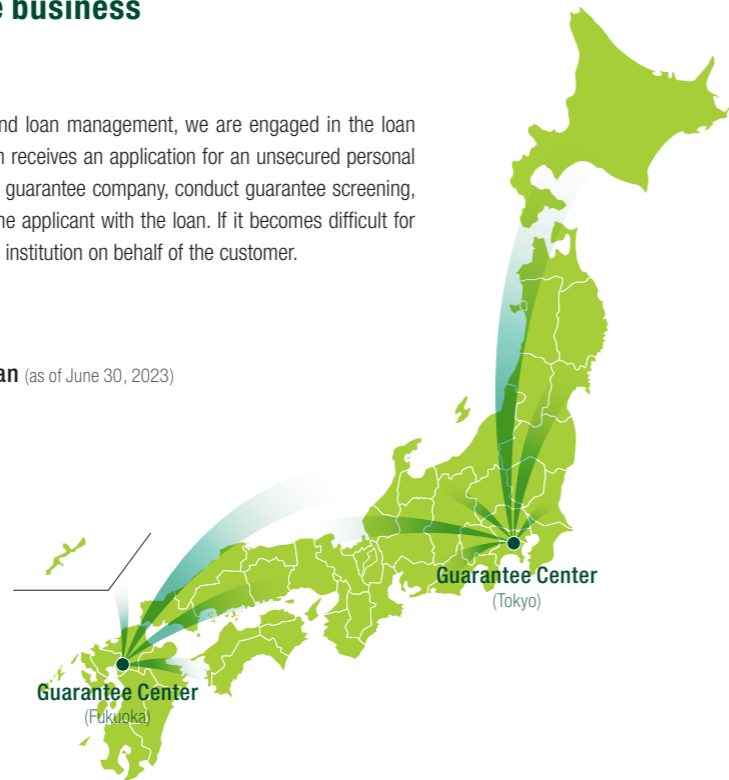 business
nd loan management, we are engaged in the loan
receives an application for an unsecured personal
guarantee company, conduct guarantee screening,
applicant with the loan. If it becomes difficult for
institution on behalf of the customer.
an (as of June 30, 2023)
Guarantee Center
(Tokyo)
Guarantee Center
(Fukuoka)